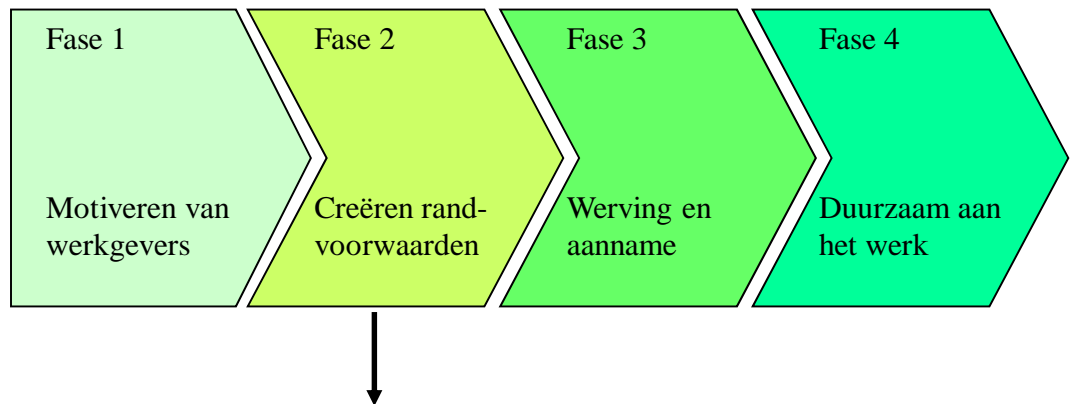 Fase 1
Motiveren van
werkgevers
Fase 2
Creëren rand-
voorwaarden
Fase 3
Werving en
aanname
Fase 4
Duurzaam aan
het werk